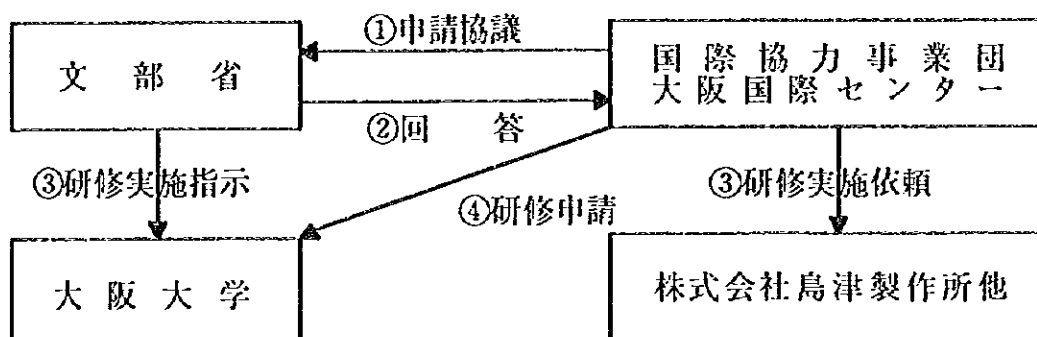 ①申請協議
文部省
国際協力事業団
大阪国際センター
②回答
③研修実施指示
③研修実施依頼
④研修申請
大阪大学
株式会社島津製作所他